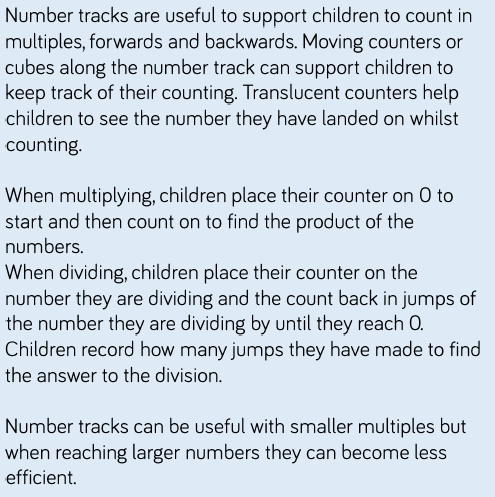 Number tracks are useful to support children to count in
multiples, forwards and backwards. Moving counters or
cubes along the number track can support children to
keep track of their counting. Translucent counters help
children to see the number they have landed on whilst
counting.
When multiplying, children place their counter on 0 to
start and then count on to find the product of the
numbers.
When dividing, children place their counter on the
number they are dividing and the count back in jumps of
the number they are dividing by until they reach 0.
Children record how many jumps they have made to find
the answer to the division.
Number tracks can be useful with smaller multiples but
when reaching larger numbers they can become less
efficient.